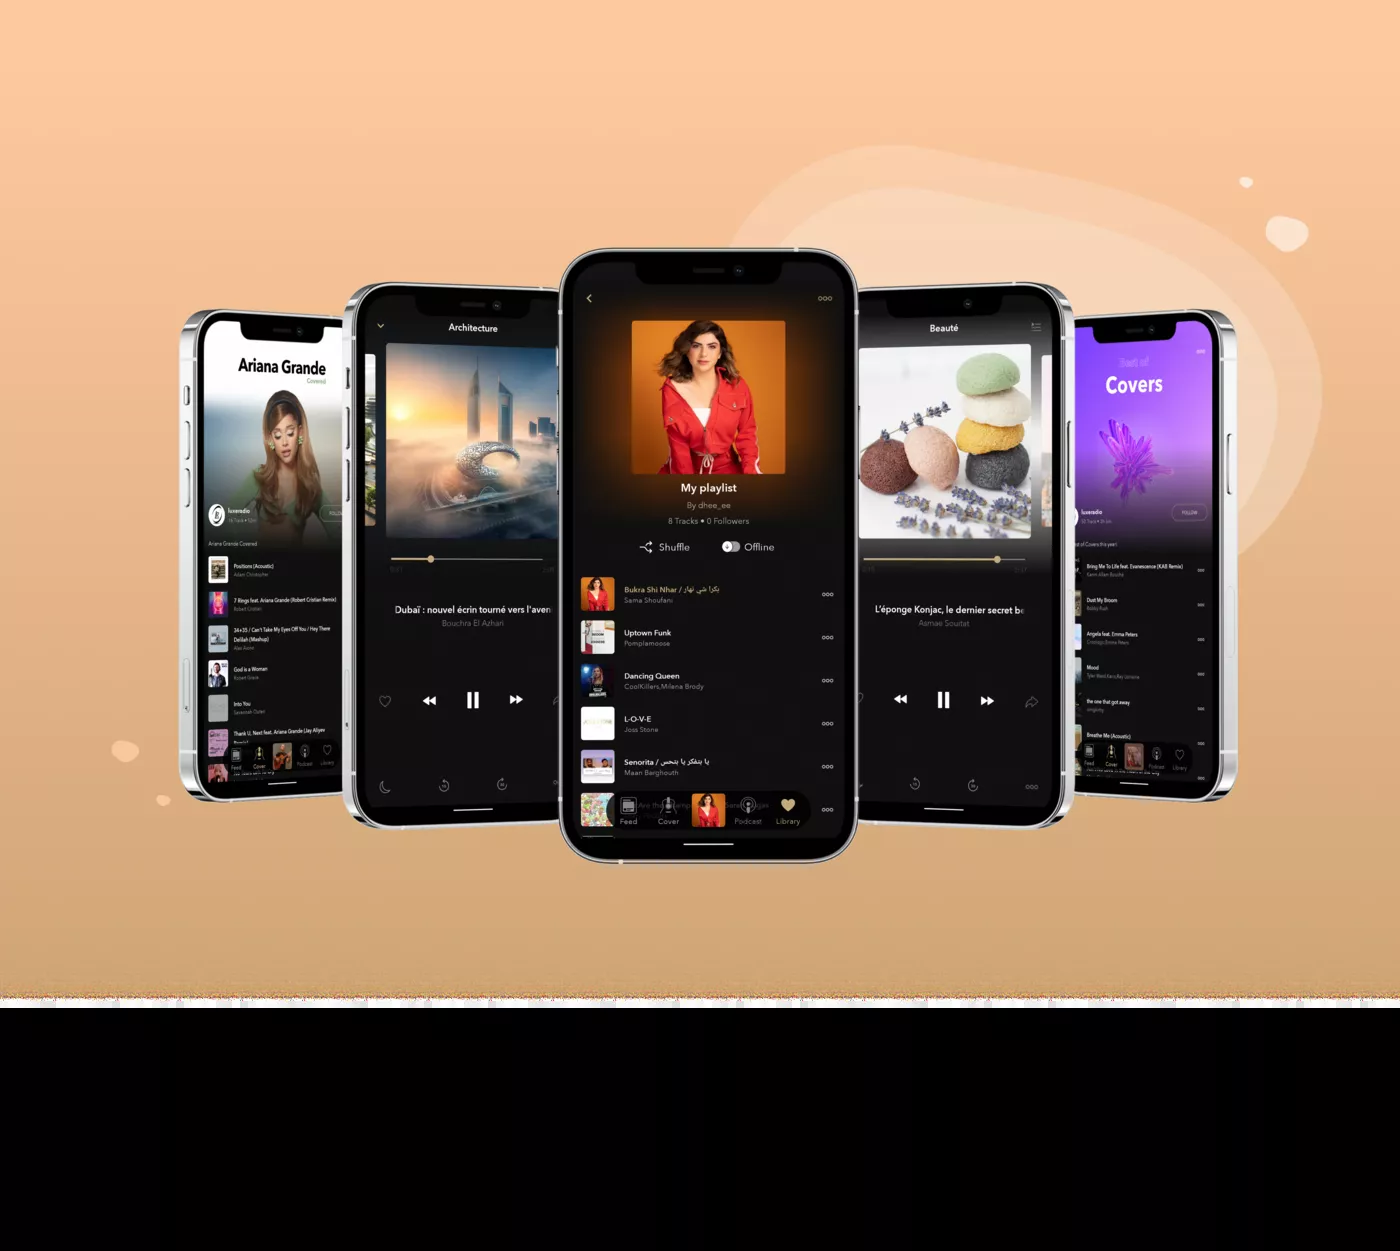 Ariana Grande
Covered
luxeradio
FOLLOW
Ariana Grande Covered
Positions (Acoustic)
Adam Christopher
7 Rings feat. Ariana Grande (Robert Cristian Remix)
Robert Cristian
34+35 / Can't Take My Eyes Off You / Hey There
Delilah (Mashup)
God is a Woman
Into You
Thank U, Next feat. Ariana Grande (Jay Aliyev
Feed
Cover
Podcast
Library
Architecture
Dubaï : nouvel écrin tourné vers l'aven
Bouchra El Azhari
My playlist
By dhee_ee
8 Tracks • 0 Followers
Shuffle
Offline
Bukra Shi Nhar / بكرا شي نهار
Sama Shoufani
Uptown Funk
Pomplamoose
Dancing Queen
CoolKillers,Milana Brody
L-O-V-E
Joss Stone
Senorita / يا بتفكر يا بتحس
Maan Barghouth
Feed
Cover
Podcast
Library
Beauté
L'éponge Konjac, le dernier secret be
Asmae Souitat
Best of
Covers
luxeradio
FOLLOW
st of Covers this year!
Bring Me To Life feat. Evanescence (KAB Remix)
Dust My Broom
Angela feat. Emma Peters
Mood
the one that got away
Breathe Me (Acoustic)
Feed
Cover
Podcast
Library